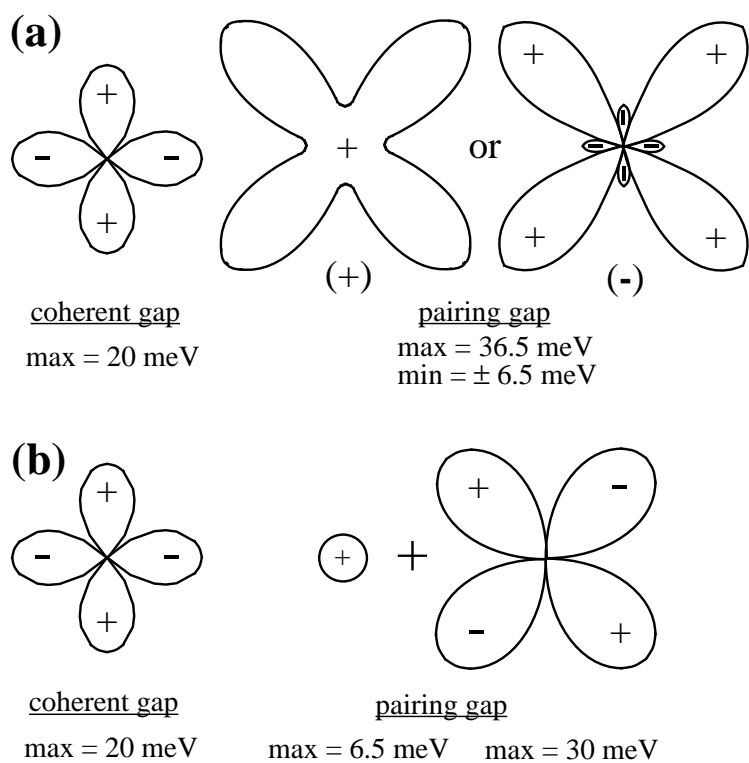 (a)
+
- -
+
+
or
+ +
- - - -
+ +
(+)
(-)
coherent gap
max = 20 meV
pairing gap
max = 36.5 meV
min = ± 6.5 meV
(b)
+
- -
+
+
+
+ -
- +
coherent gap
max = 20 meV
pairing gap
max = 6.5 meV max = 30 meV